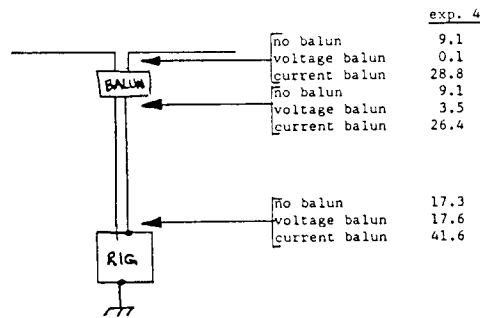 exp. 4
no balun 9.1
voltage balun 0.1
current balun 28.8
no balun 9.1
voltage balun 3.5
current balun 26.4
BALUN
no balun 17.3
voltage balun 17.6
current balun 41.6
RIG